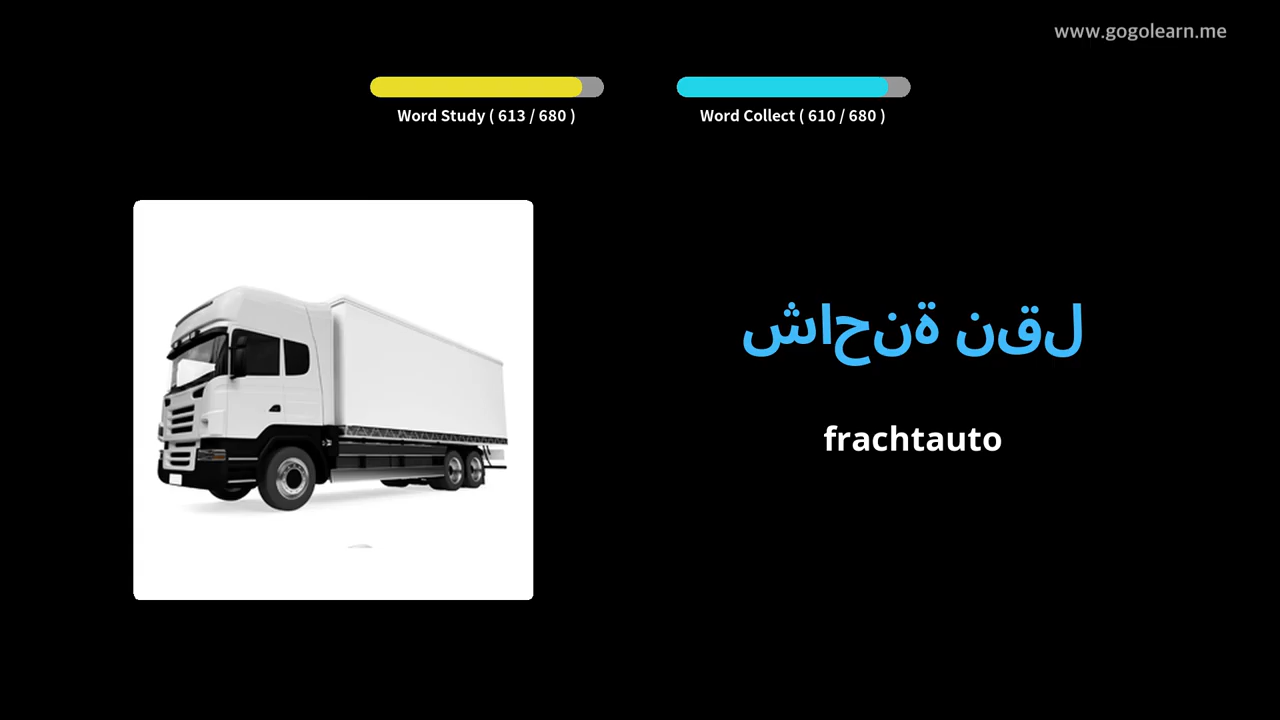 www.gogolearn.me
Word Study ( 613 / 680 )
Word Collect ( 610 / 680 )
شاحنة نقل
frachtauto